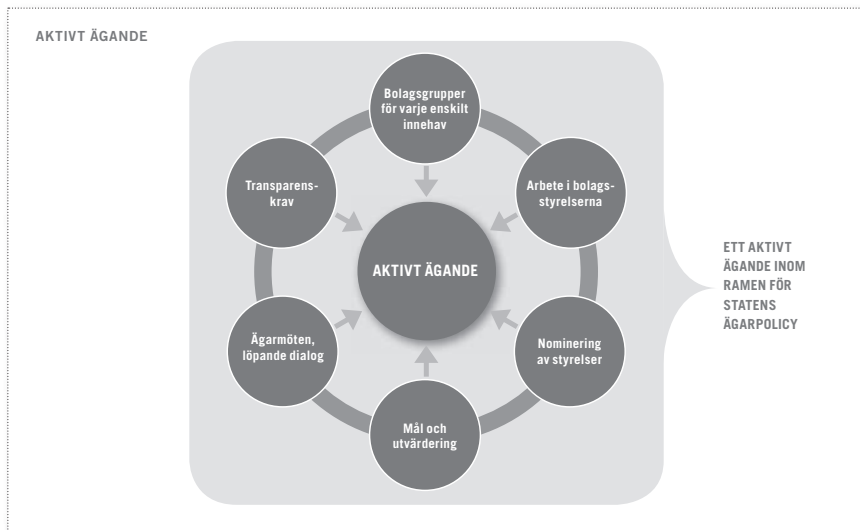 AKTIVT ÄGANDE
Bolagsgrupper
för varje enskilt
innehav
Transparens-
krav
Arbete i bolags-
styrelserna
AKTIVT ÄGANDE
ETT AKTIVT
ÄGANDE INOM
RAMEN FÖR
STATENS
ÄGARPOLICY
Ägarmöten,
löpande dialog
Nominering
av styrelser
Mål och
utvärdering